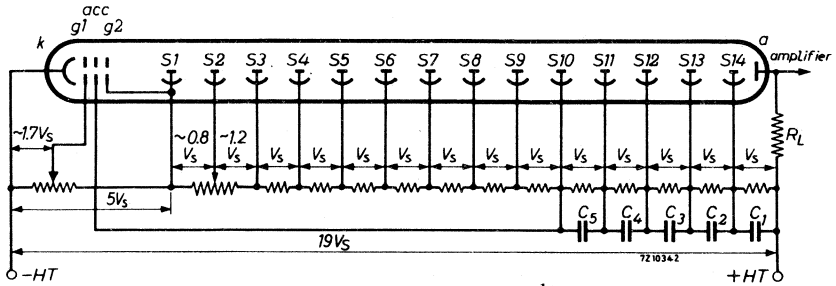 acc
g1 g2
k
S1 S2 S3 S4 S5 S6 S7 S8 S9 S10 S11 S12 S13 S14
a
amplifier
~1.7Vs
~0.8 ~1.2
Vs Vs Vs Vs Vs Vs Vs Vs Vs Vs Vs Vs Vs Vs
RL
5Vs
C5 C4 C3 C2 C1
19Vs
7210342
-HT
+HT